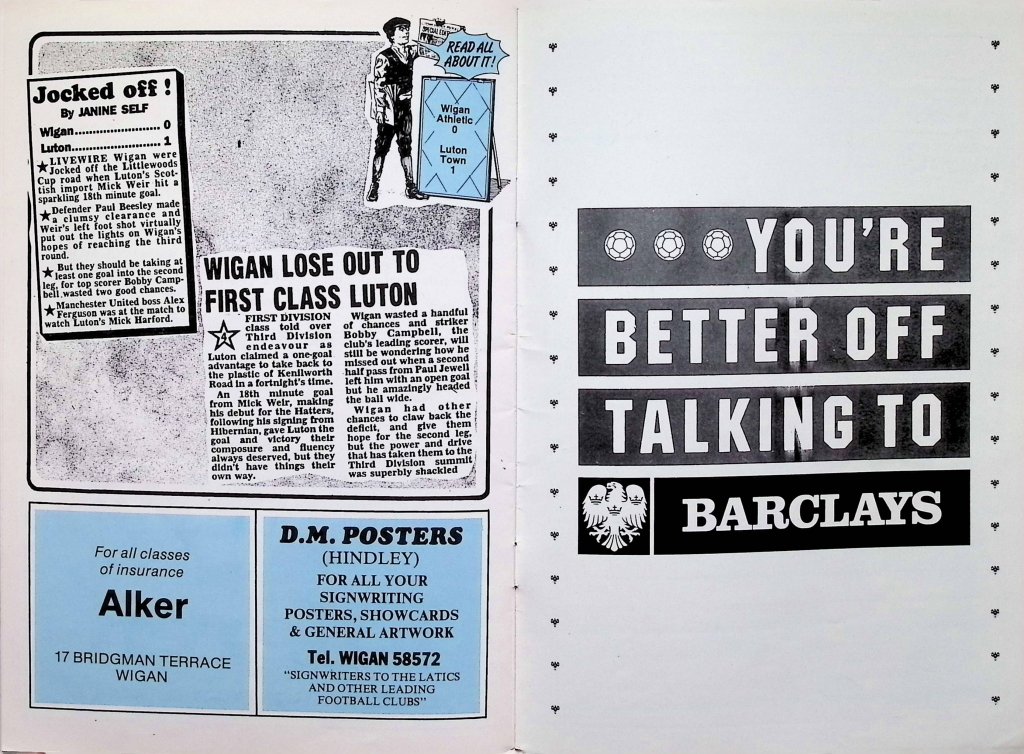 SPECIAL
READ ALL
ABOUT IT!
Wigan
Athletic
0
Luton
Town
1
Jocked off!
By JANINE SELF
Wigan.......................... 0
Luton........................... 1
LIVEWIRE Wigan were
Jocked off the Littlewoods
Cup road when Luton's Scot-
tish import Mick Weir hit a
sparkling 18th minute goal.
Defender Paul Beesley made
a clumsy clearance and
Weir's left foot shot virtually
put out the lights on Wigan's
hopes of reaching the third
round.
But they should be taking at
least one goal into the second
leg, for top scorer Bobby Camp-
bell wasted two good chances.
Manchester United boss Alex
Ferguson was at the match to
watch Luton's Mick Harford.
WIGAN LOSE OUT TO
FIRST CLASS LUTON
FIRST DIVISION
class told over
Third Division
endeavour as
Luton claimed a one-goal
advantage to take back to
the plastic of Kenilworth
Road in a fortnight's time.
An 18th minute goal
from Mick Weir, making
his debut for the Hatters,
following his signing from
Hibernian, gave Luton the
goal and victory their
composure and fluency
always deserved, but they
didn't have things their
own way.
Wigan wasted a handful
of chances and striker
Bobby Campbell, the
club's leading scorer, will
still be wondering how he
missed out when a second
half pass from Paul Jewell
left him with an open goal
but he amazingly headed
the ball wide.
Wigan had other
chances to claw back the
deficit, and give them
hope for the second leg,
but the power and drive
that has taken them to the
Third Division summit
was superbly shackled
For all classes
of insurance
Alker
17 BRIDGMAN TERRACE
WIGAN
D.M. POSTERS
(HINDLEY)
FOR ALL YOUR
SIGNWRITING
POSTERS, SHOWCARDS
& GENERAL ARTWORK
Tel. WIGAN 58572
"SIGNWRITERS TO THE LATICS
AND OTHER LEADING
FOOTBALL CLUBS"
YOU'RE
BETTER OFF
TALKING TO
BARCLAYS